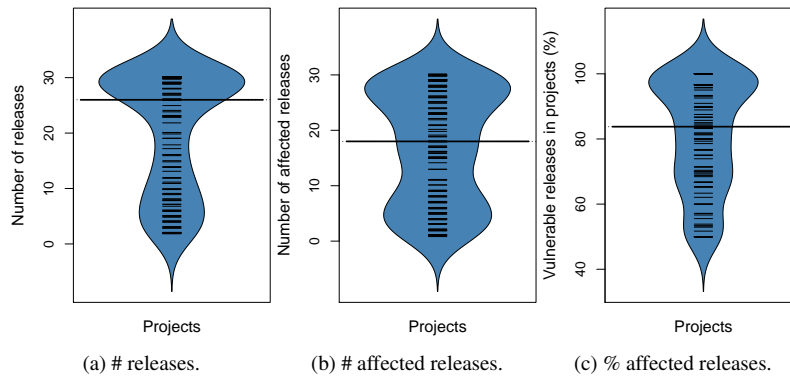 Number of releases
0 10 20 30
Projects
(a) # releases.
Number of affected releases
0 10 20 30
Projects
(b) # affected releases.
Vulnerable releases in projects (%)
40 60 80 100
Projects
(c) % affected releases.